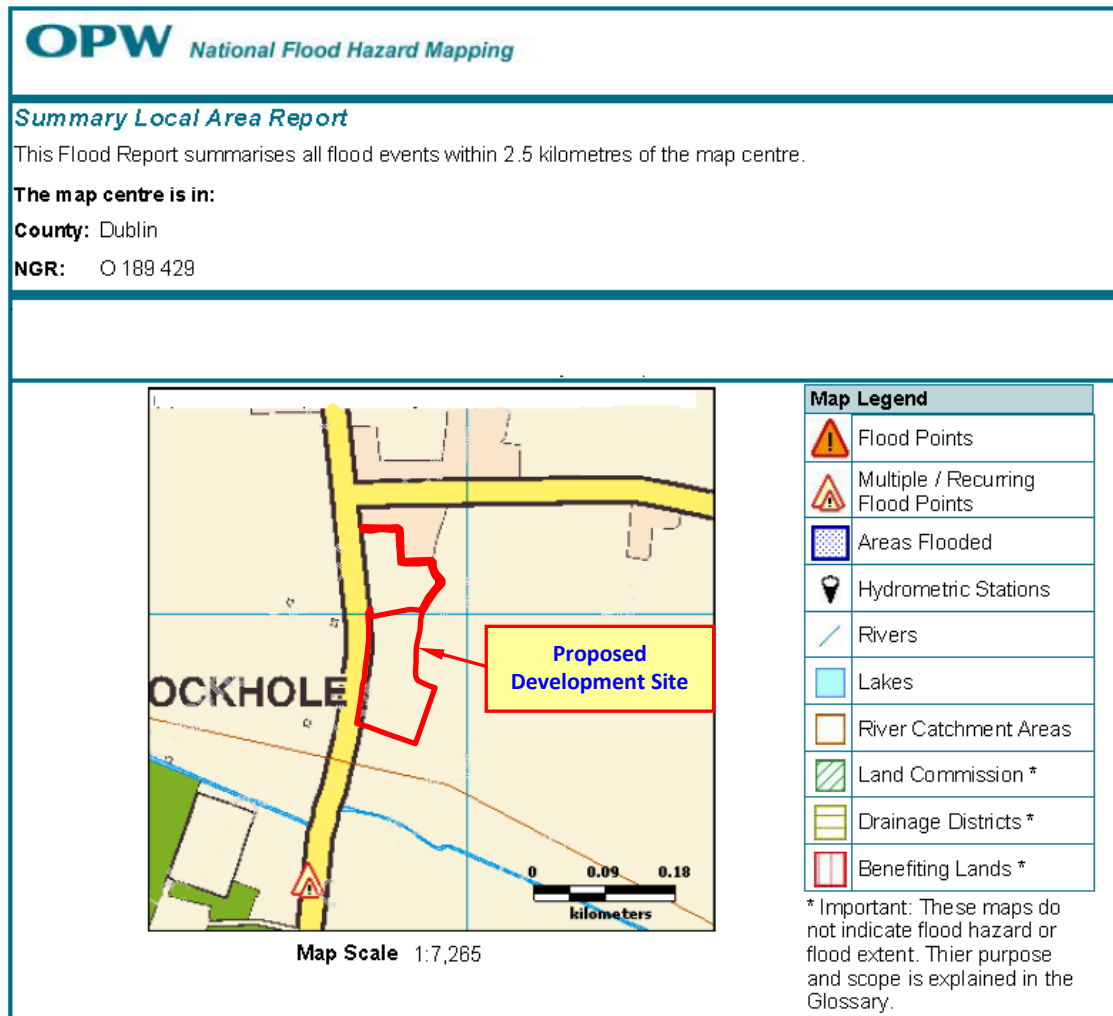 OPW National Flood Hazard Mapping
Summary Local Area Report
This Flood Report summarises all flood events within 2.5 kilometres of the map centre.
The map centre is in:
County: Dublin
NGR: O 189 429
OCKHOLE
Proposed
Development Site
0 0.09 0.18
kilometers
Map Scale 1:7,265
Map Legend
Flood Points
Multiple / Recurring
Flood Points
Areas Flooded
Hydrometric Stations
Rivers
Lakes
River Catchment Areas
Land Commission *
Drainage Districts *
Benefiting Lands *
* Important: These maps do
not indicate flood hazard or
flood extent. Thier purpose
and scope is explained in the
Glossary.